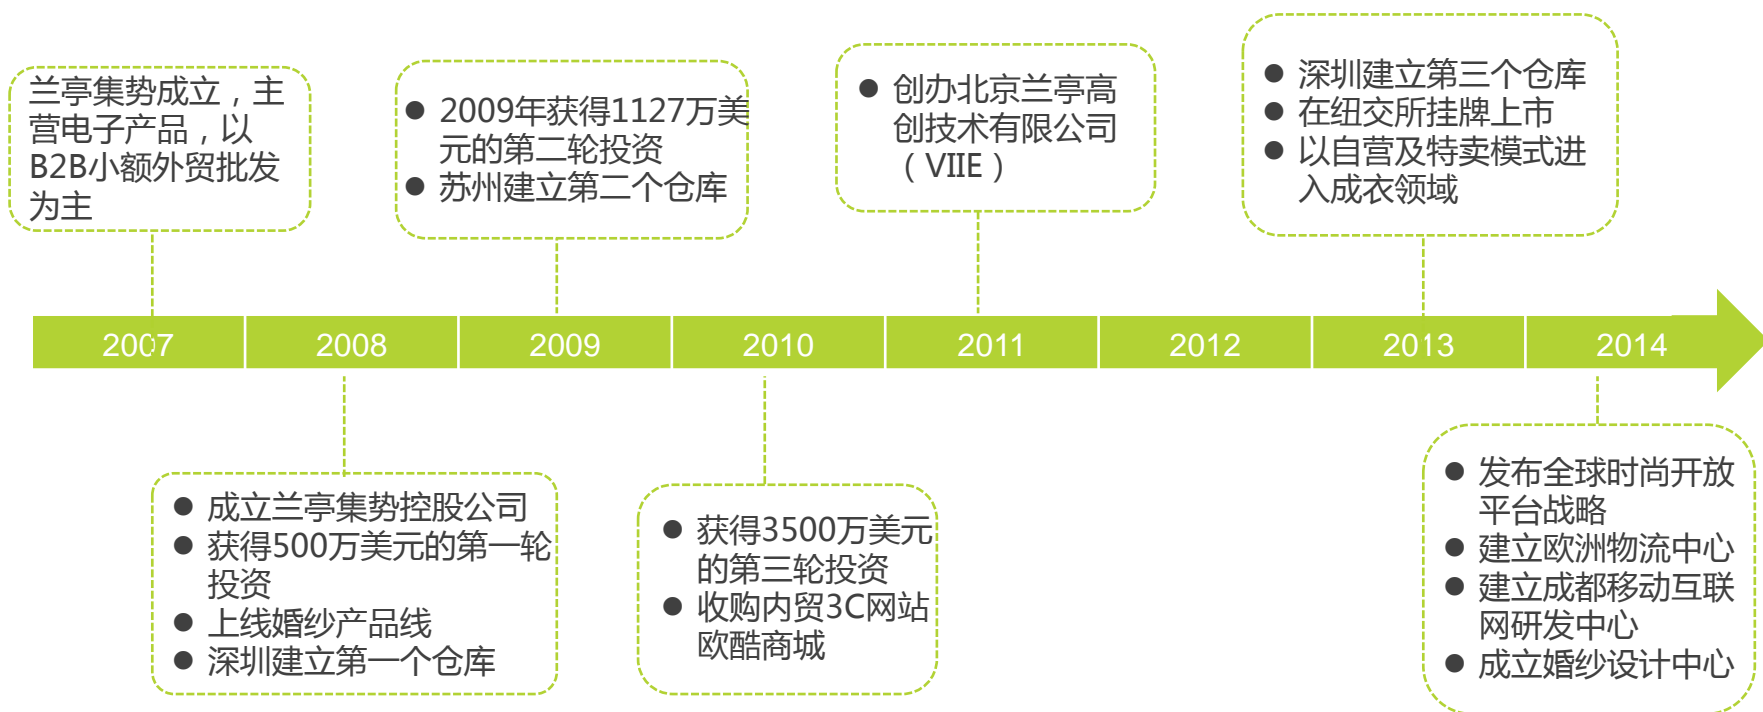 兰亭集势成立，主
营电子产品，以
B2B小额外贸批发
为主
● 2009年获得1127万美
元的第二轮投资
● 苏州建立第二个仓库
● 创办北京兰亭高
创技术有限公司
（VIIE）
● 深圳建立第三个仓库
● 在纽交所挂牌上市
● 以自营及特卖模式进
入成衣领域
2007 2008 2009 2010 2011 2012 2013 2014
● 成立兰亭集势控股公司
● 获得500万美元的第一轮
投资
● 上线婚纱产品线
● 深圳建立第一个仓库
● 获得3500万美元
的第三轮投资
● 收购内贸3C网站
欧酷商城
● 发布全球时尚开放
平台战略
● 建立欧洲物流中心
● 建立成都移动互联
网研发中心
● 成立婚纱设计中心